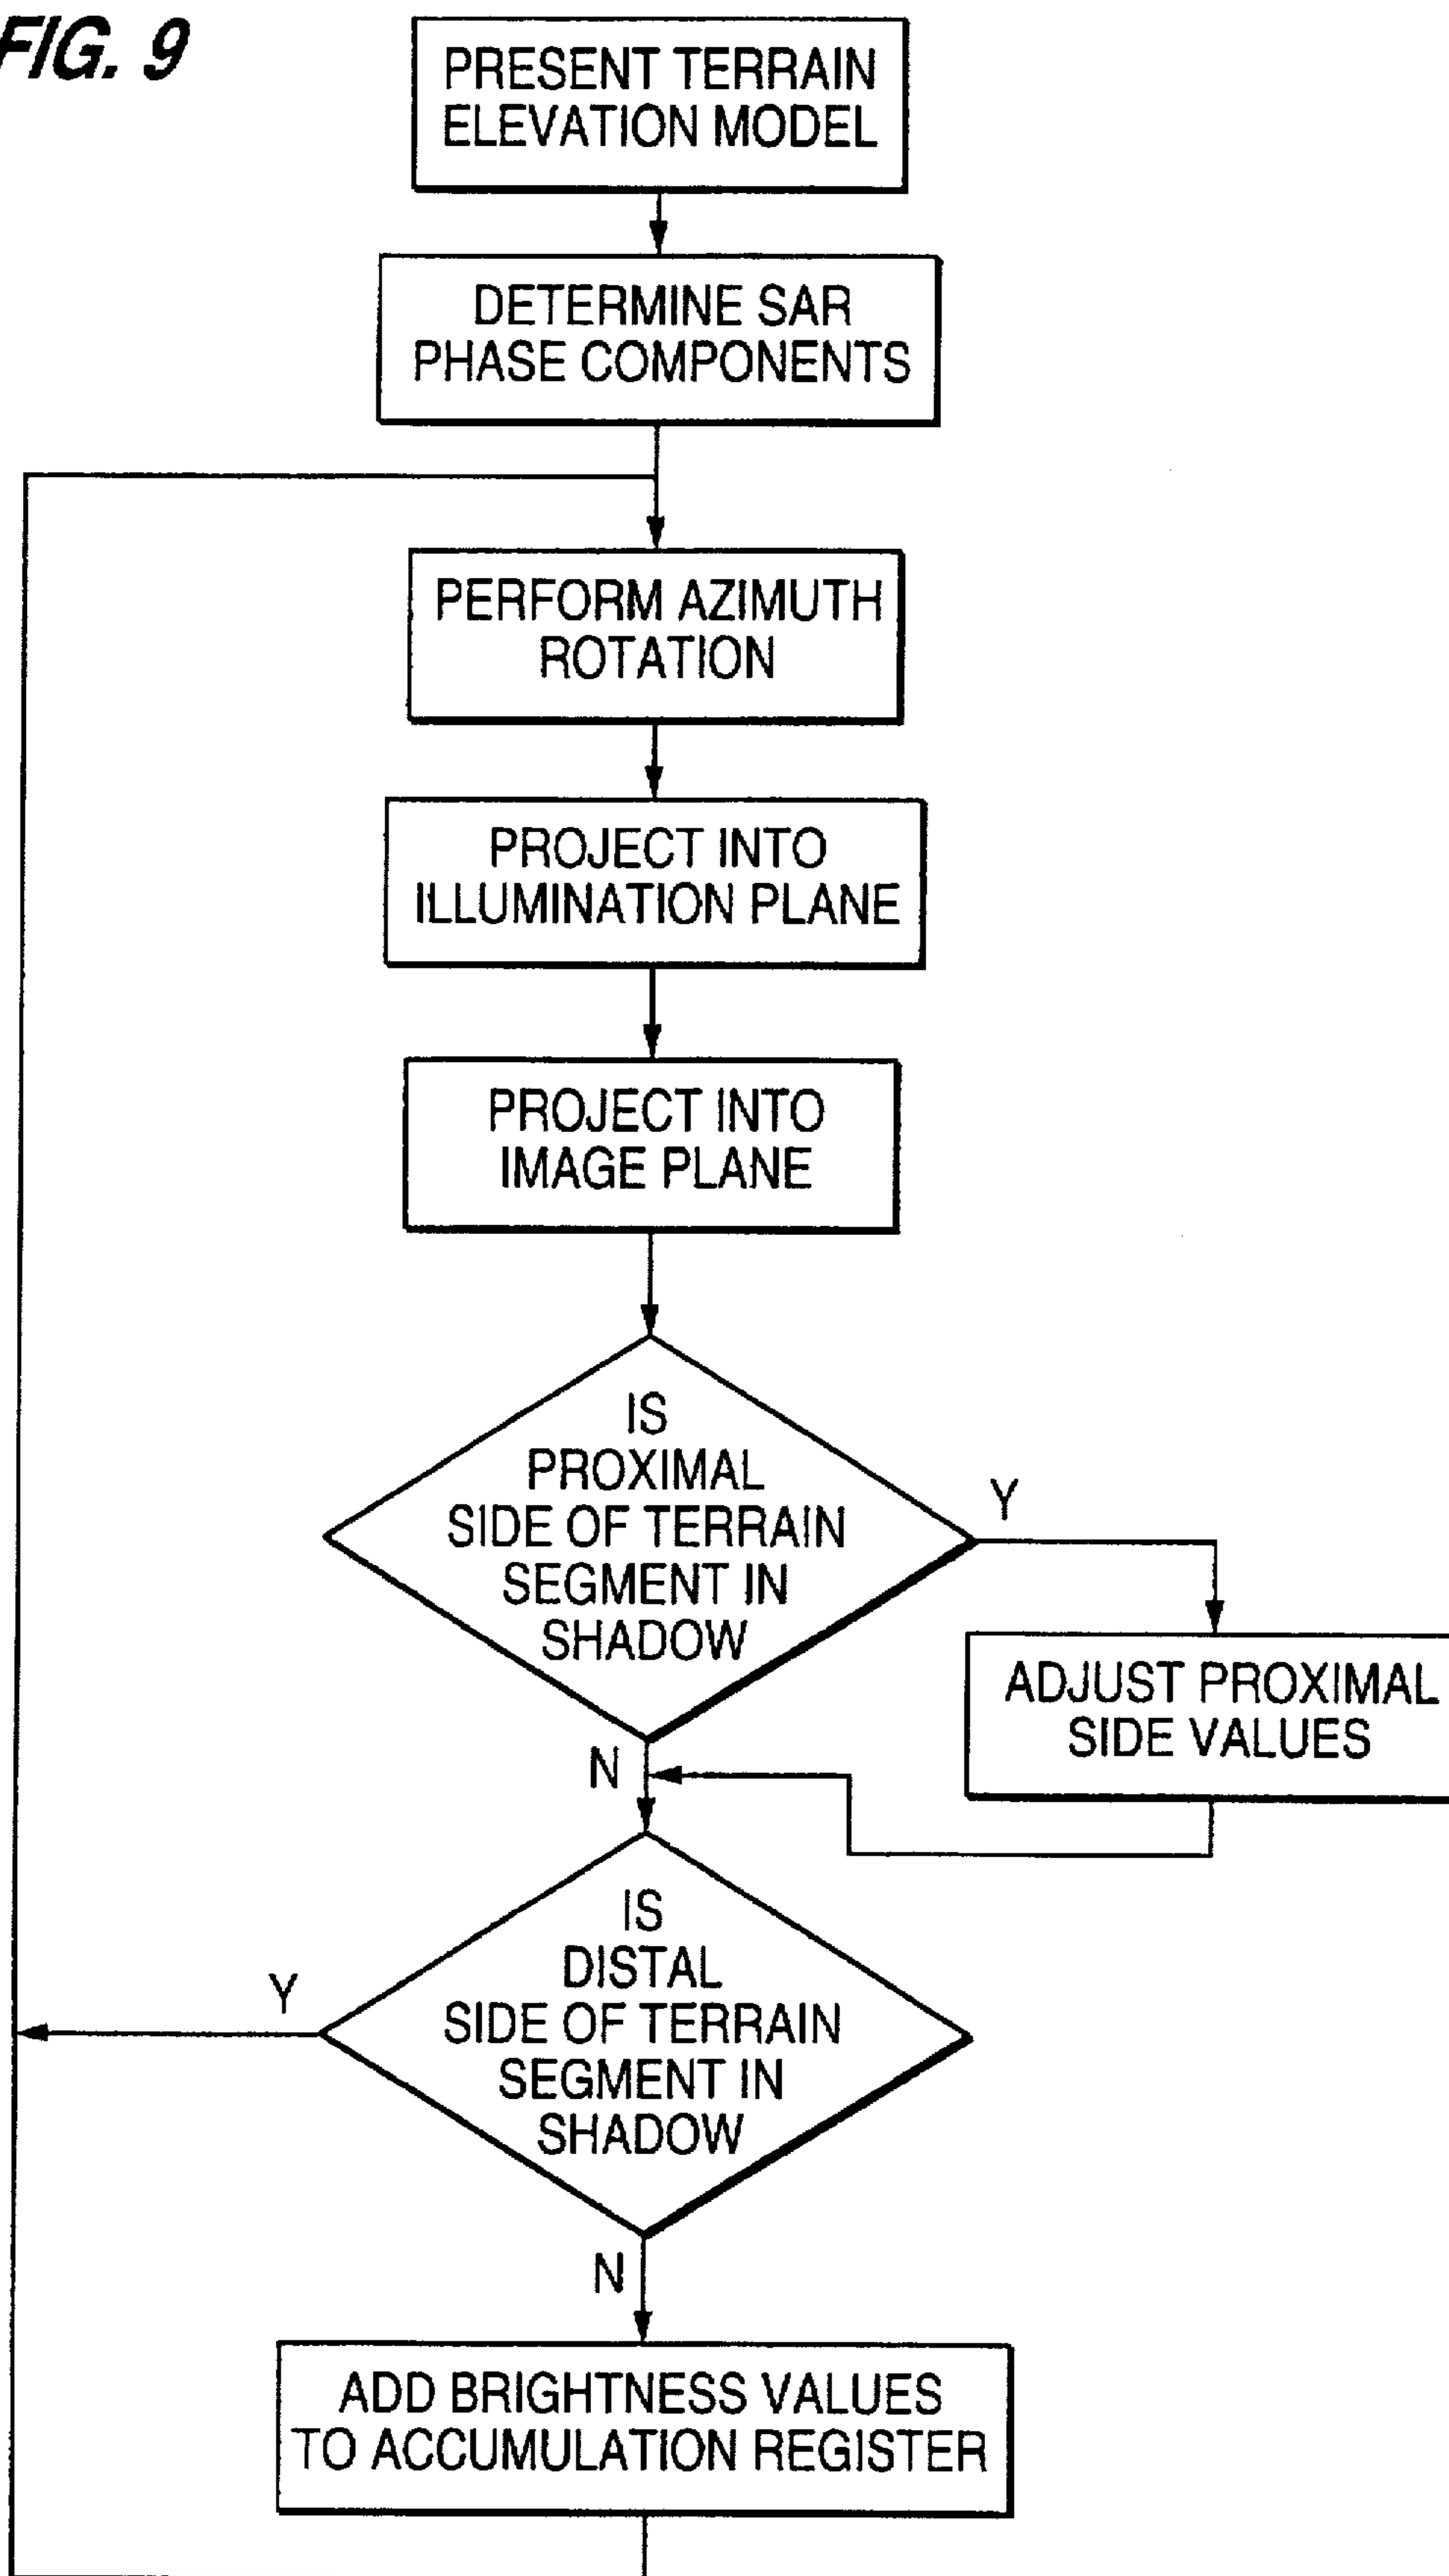 FIG. 9
PRESENT TERRAIN
ELEVATION MODEL
DETERMINE SAR
PHASE COMPONENTS
PERFORM AZIMUTH
ROTATION
PROJECT INTO
ILLUMINATION PLANE
PROJECT INTO
IMAGE PLANE
IS
PROXIMAL
SIDE OF TERRAIN
SEGMENT IN
SHADOW
Y
ADJUST PROXIMAL
SIDE VALUES
N
IS
DISTAL
SIDE OF TERRAIN
SEGMENT IN
SHADOW
Y
N
ADD BRIGHTNESS VALUES
TO ACCUMULATION REGISTER